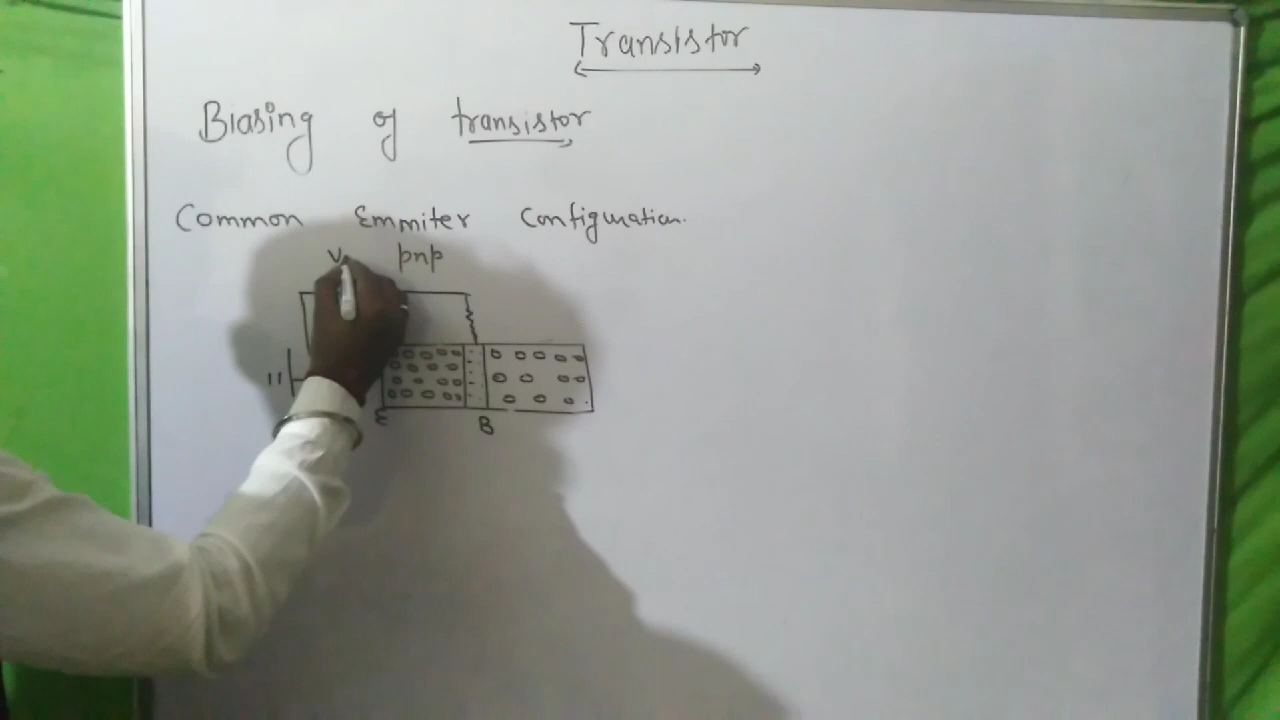 Transistor
Biasing of transistor
Common Emmiter Configuration.
V pnp
E B